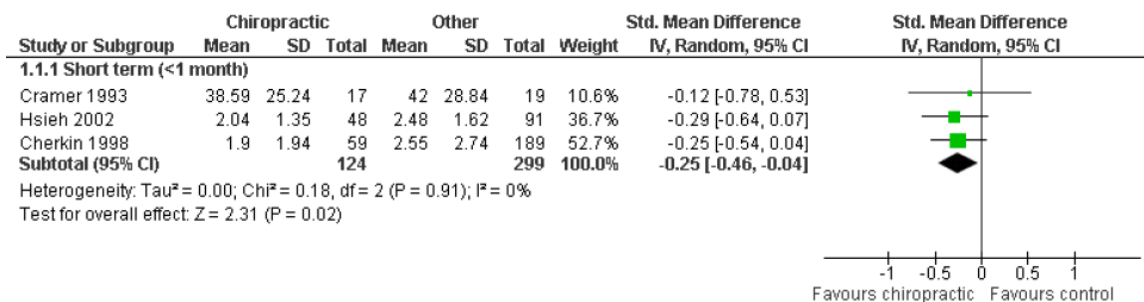 Chiropractic Other Std. Mean Difference Std. Mean Difference
Study or Subgroup Mean SD Total Mean SD Total Weight IV, Random, 95% CI IV, Random, 95% CI
1.1.1 Short term (<1 month)
Cramer 1993 38.59 25.24 17 42 28.84 19 10.6% -0.12 [-0.78, 0.53]
Hsieh 2002 2.04 1.35 48 2.48 1.62 91 36.7% -0.29 [-0.64, 0.07]
Cherkin 1998 1.9 1.94 59 2.55 2.74 189 52.7% -0.25 [-0.54, 0.04]
Subtotal (95% CI) 124 299 100.0% -0.25 [-0.46, -0.04]
Heterogeneity: Tau² = 0.00; Chi² = 0.18, df = 2 (P = 0.91); I² = 0%
Test for overall effect: Z = 2.31 (P = 0.02)
-1 -0.5 0 0.5 1
Favours chiropractic Favours control